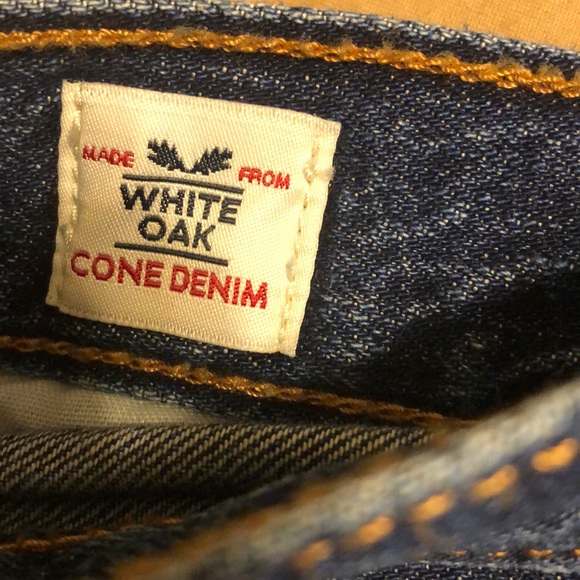 MADE FROM
WHITE
OAK
CONE DENIM